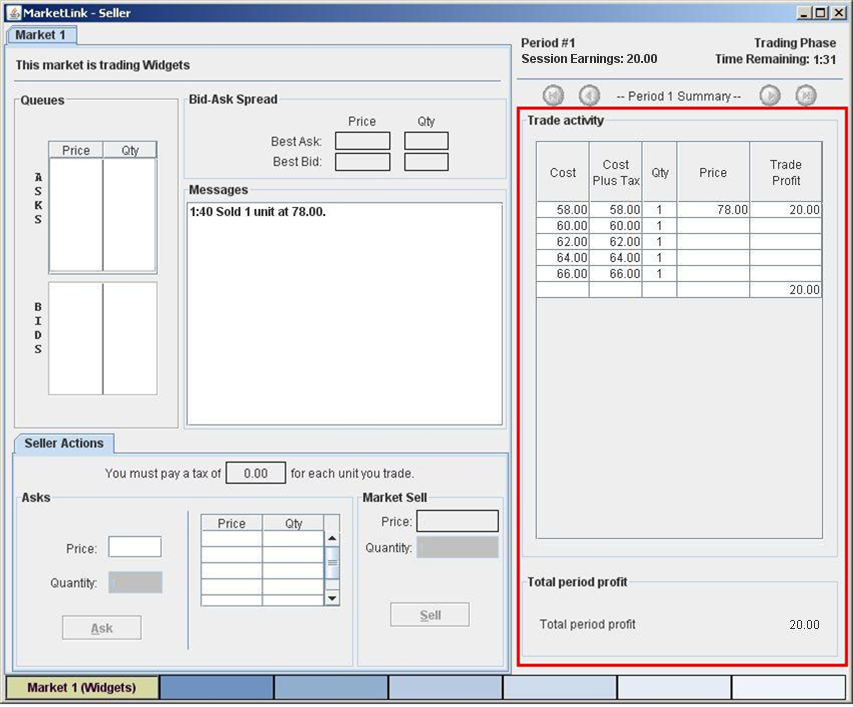 MarketLink - Seller
Market 1
This market is trading Widgets
Period #1
Trading Phase
Session Earnings: 20.00
Time Remaining: 1:31
-- Period 1 Summary --
Queues
Price Qty
ASKS
BIDS
Bid-Ask Spread
Price Qty
Best Ask:
Best Bid:
Messages
1:40 Sold 1 unit at 78.00.
Trade activity
Cost Cost Plus Tax Qty Price Trade Profit
58.00 58.00 1 78.00 20.00
60.00 60.00 1
62.00 62.00 1
64.00 64.00 1
66.00 66.00 1
20.00
Seller Actions
You must pay a tax of 0.00 for each unit you trade.
Asks
Price:
Quantity:
Ask
Price Qty
Market Sell
Price:
Quantity:
Sell
Total period profit
Total period profit 20.00
Market 1 (Widgets)